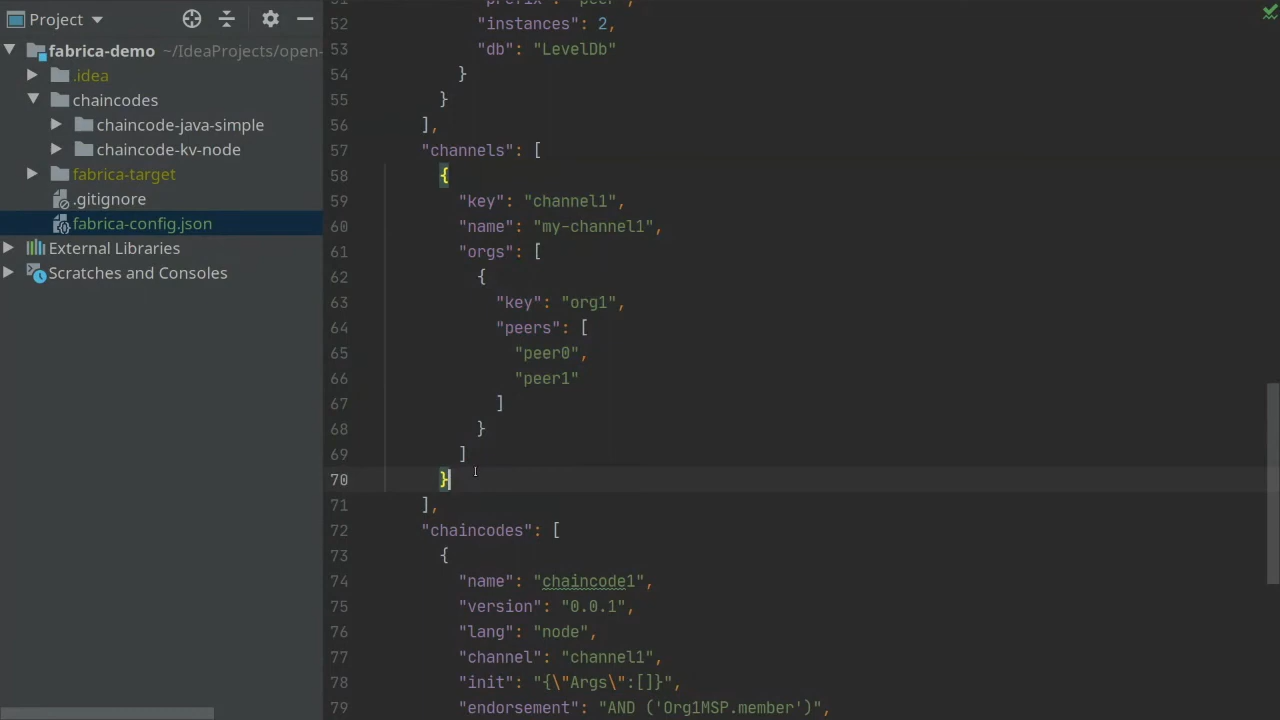 Project
fabrica-demo ~/IdeaProjects/open-
.idea
chaincodes
chaincode-java-simple
chaincode-kv-node
fabrica-target
.gitignore
fabrica-config.json
External Libraries
Scratches and Consoles
52 "instances": 2,
53 "db": "LevelDb"
54 }
55 }
56 ],
57 "channels": [
58 {
59 "key": "channel1",
60 "name": "my-channel1",
61 "orgs": [
62 {
63 "key": "org1",
64 "peers": [
65 "peer0",
66 "peer1"
67 ]
68 }
69 ]
70 }
71 ],
72 "chaincodes": [
73 {
74 "name": "chaincode1",
75 "version": "0.0.1",
76 "lang": "node",
77 "channel": "channel1",
78 "init": "{\"Args\":[]}",
79 "endorsement": "AND ('Org1MSP.member')",